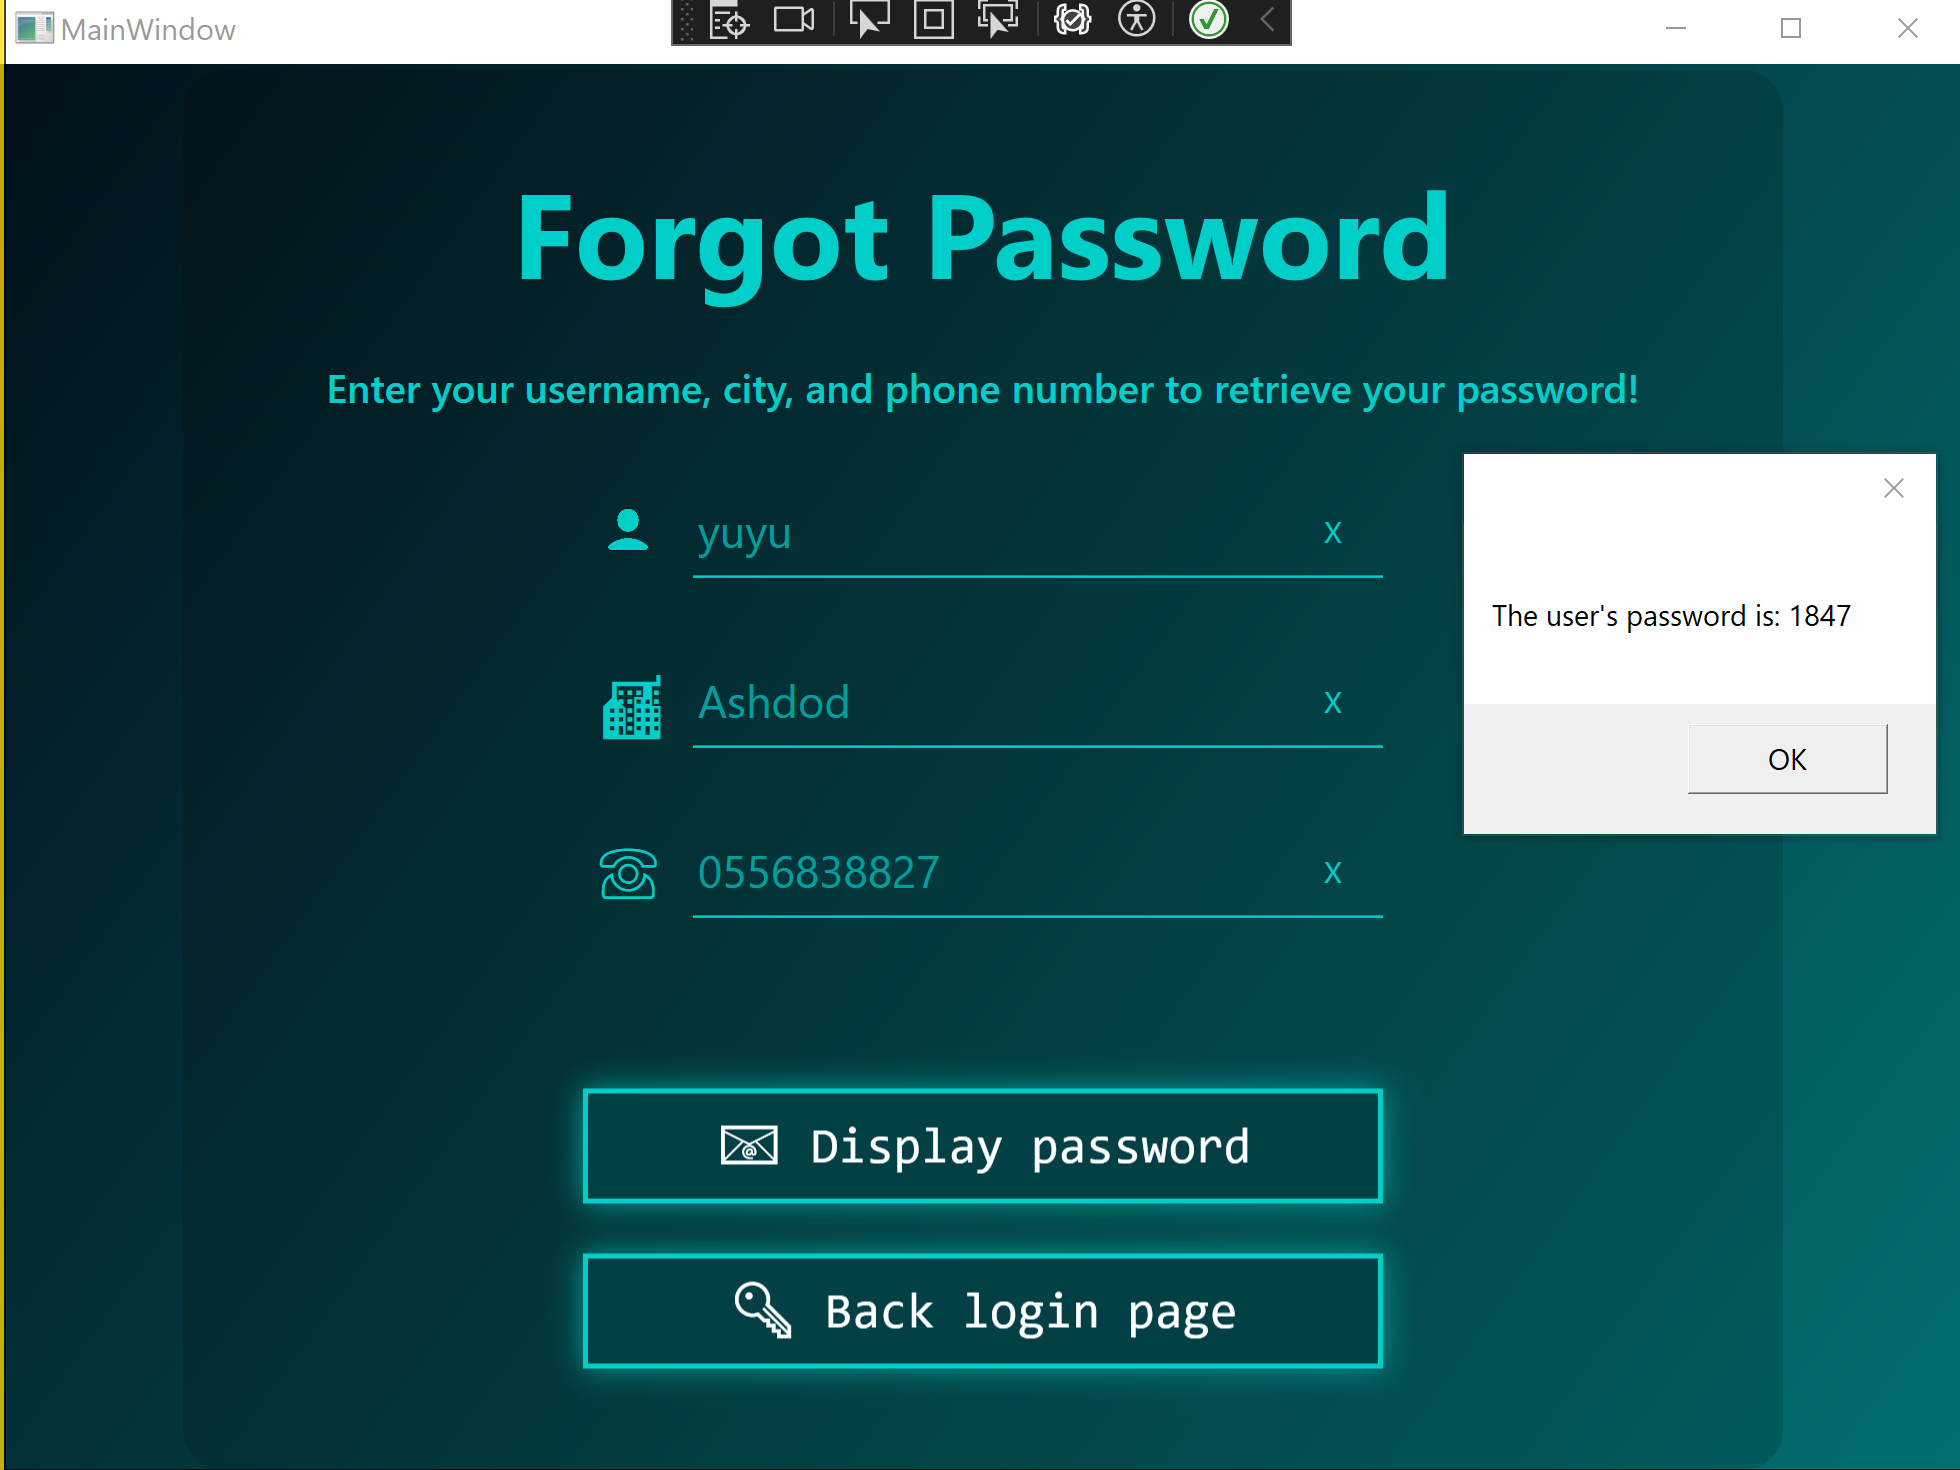 MainWindow
Forgot Password
Enter your username, city, and phone number to retrieve your password!
yuyu X
Ashdod X
0556838827 X
The user's password is: 1847
OK
Display password
Back login page